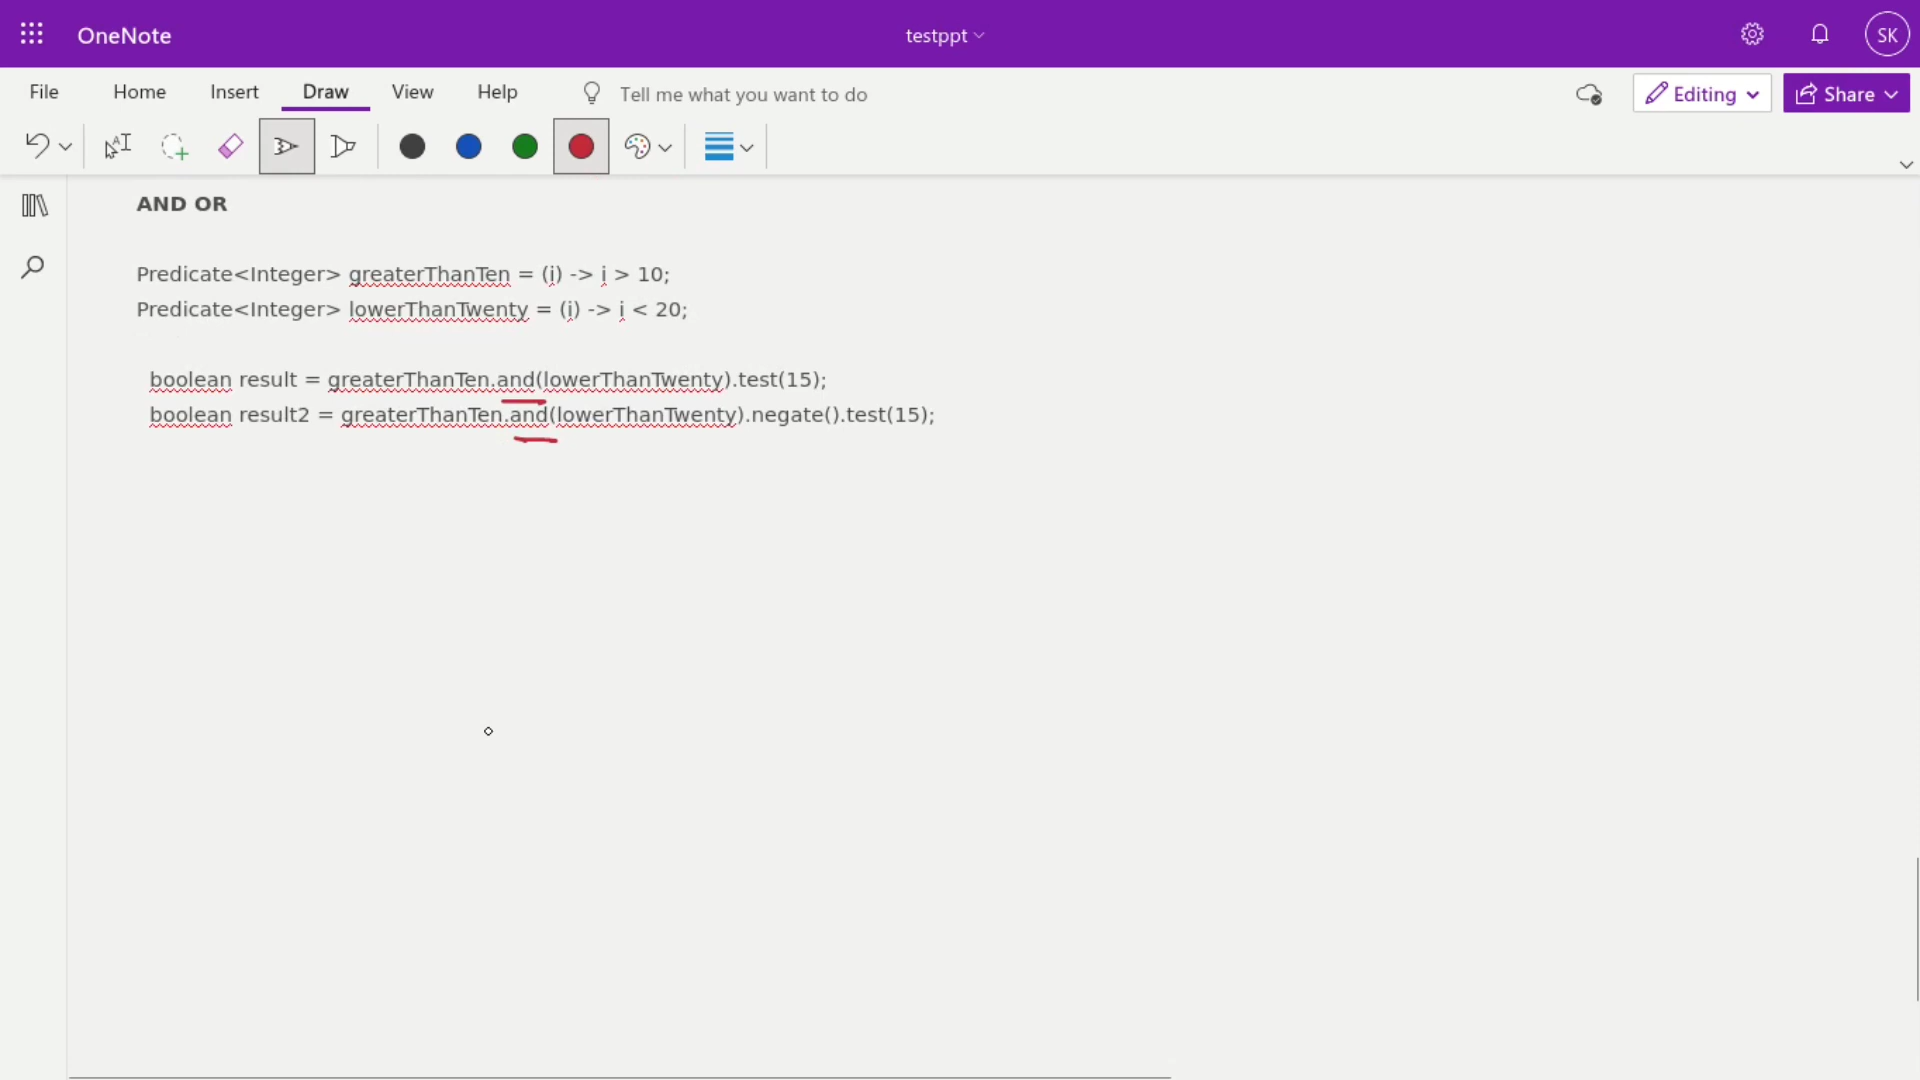 OneNote
testppt
SK
File Home Insert Draw View Help Tell me what you want to do Editing Share
AND OR
Predicate<Integer> greaterThanTen = (i) -> i > 10;
Predicate<Integer> lowerThanTwenty = (i) -> i < 20;
boolean result = greaterThanTen.and(lowerThanTwenty).test(15);
boolean result2 = greaterThanTen.and(lowerThanTwenty).negate().test(15);